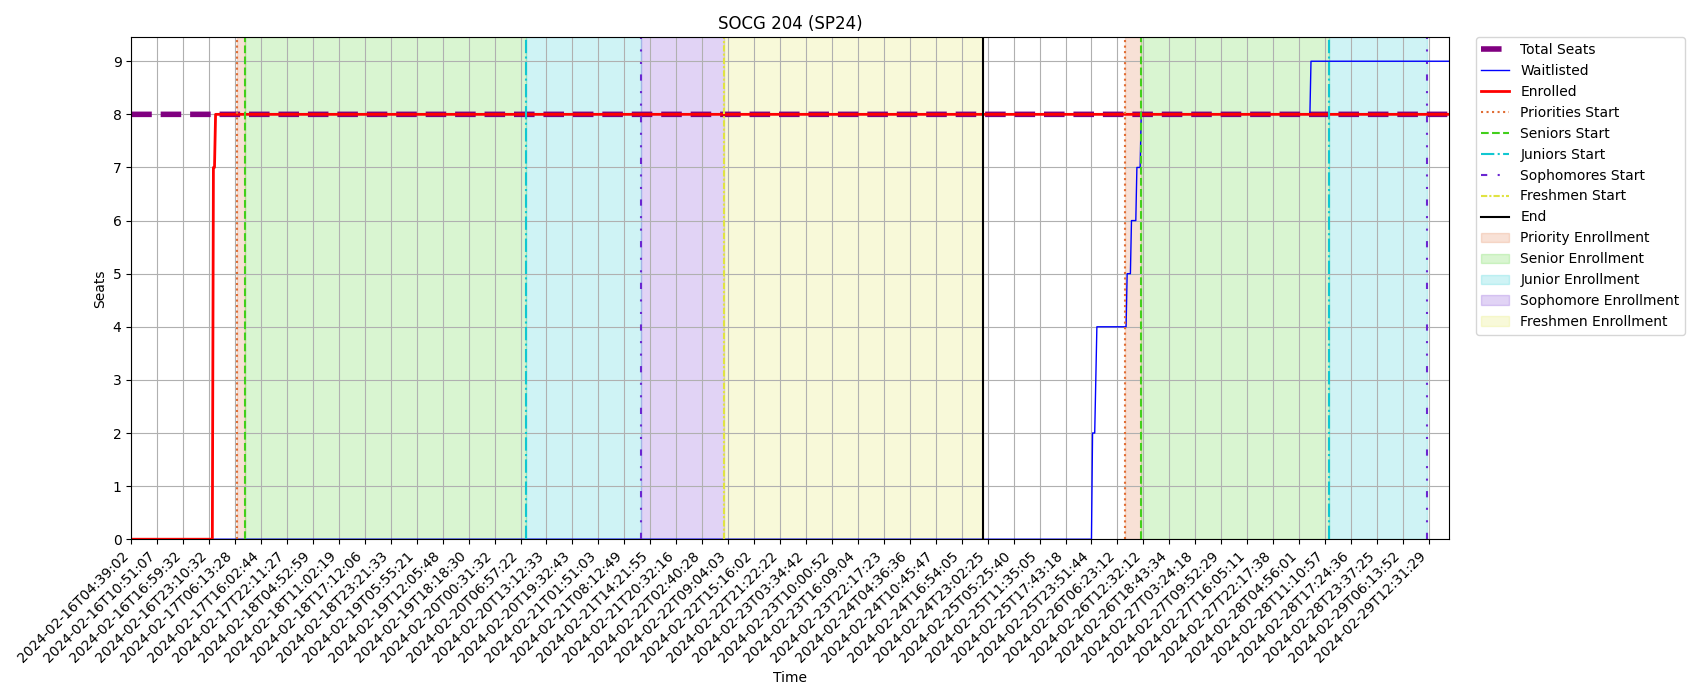 SOCG 204 (SP24)
Seats
9
8
7
6
5
4
3
2
1
0
2024-02-16T04:39:02
2024-02-16T10:51:07
2024-02-16T16:59:32
2024-02-16T23:10:32
2024-02-17T06:13:28
2024-02-17T16:02:44
2024-02-17T22:11:27
2024-02-18T04:52:59
2024-02-18T11:02:19
2024-02-18T17:12:06
2024-02-18T23:21:33
2024-02-19T05:55:21
2024-02-19T12:05:48
2024-02-19T18:18:30
2024-02-20T00:31:32
2024-02-20T06:57:22
2024-02-20T13:12:33
2024-02-20T19:32:43
2024-02-21T01:51:03
2024-02-21T08:12:49
2024-02-21T14:21:55
2024-02-21T20:32:16
2024-02-22T02:40:28
2024-02-22T09:04:03
2024-02-22T15:16:02
2024-02-22T21:22:22
2024-02-23T03:34:42
2024-02-23T10:00:52
2024-02-23T16:09:04
2024-02-23T22:17:23
2024-02-24T04:36:36
2024-02-24T10:45:47
2024-02-24T16:54:05
2024-02-24T23:02:25
2024-02-25T05:25:40
2024-02-25T11:35:05
2024-02-25T17:43:18
2024-02-25T23:51:44
2024-02-26T06:23:12
2024-02-26T12:32:12
2024-02-26T18:43:34
2024-02-27T03:24:18
2024-02-27T09:52:29
2024-02-27T16:05:11
2024-02-27T22:17:38
2024-02-28T04:56:01
2024-02-28T11:10:57
2024-02-28T17:24:36
2024-02-28T23:37:25
2024-02-29T06:13:52
2024-02-29T12:31:29
Time
Total Seats
Waitlisted
Enrolled
Priorities Start
Seniors Start
Juniors Start
Sophomores Start
Freshmen Start
End
Priority Enrollment
Senior Enrollment
Junior Enrollment
Sophomore Enrollment
Freshmen Enrollment